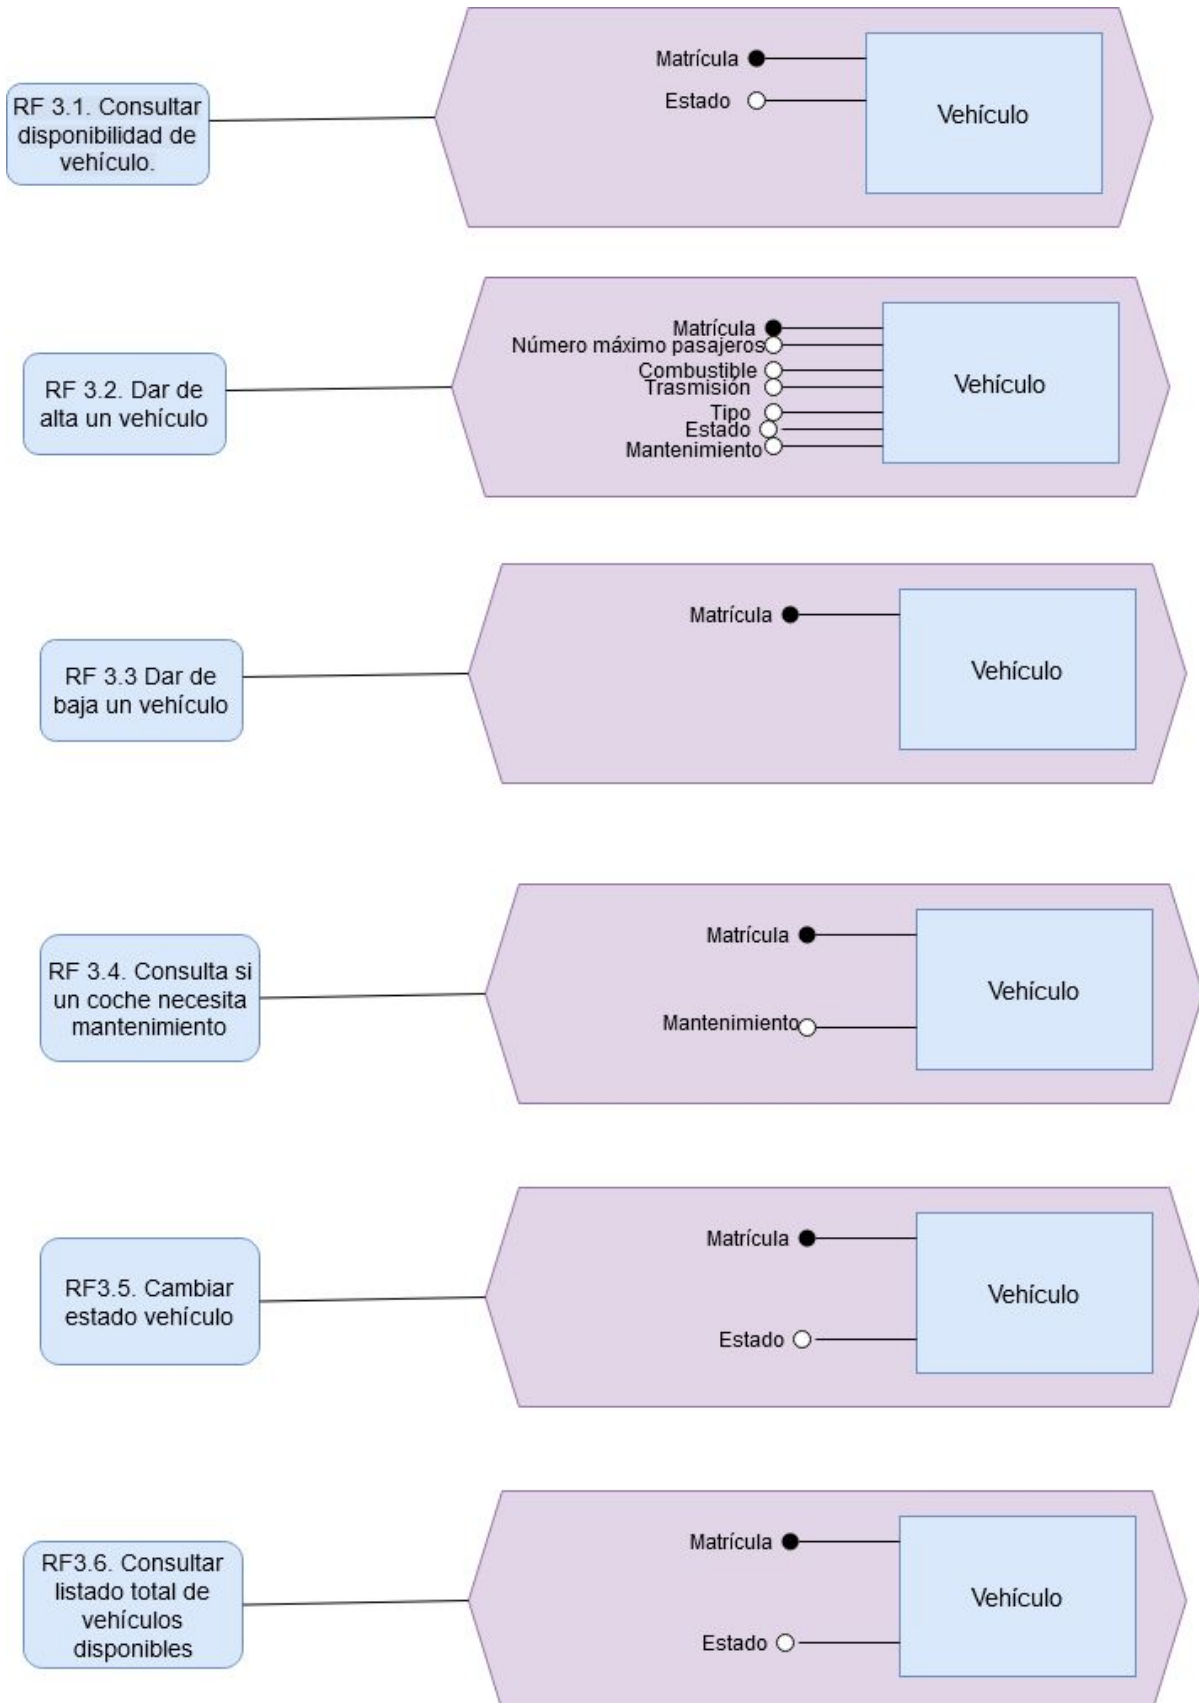 RF 3.1. Consultar
disponibilidad de
vehículo.
Matrícula
Estado
Vehículo
RF 3.2. Dar de
alta un vehículo
Matrícula
Número máximo pasajeros
Combustible
Trasmisión
Tipo
Estado
Mantenimiento
Vehículo
RF 3.3 Dar de
baja un vehículo
Matrícula
Vehículo
RF 3.4. Consulta si
un coche necesita
mantenimiento
Matrícula
Mantenimiento
Vehículo
RF3.5. Cambiar
estado vehículo
Matrícula
Estado
Vehículo
RF3.6. Consultar
listado total de
vehículos
disponibles
Matrícula
Estado
Vehículo